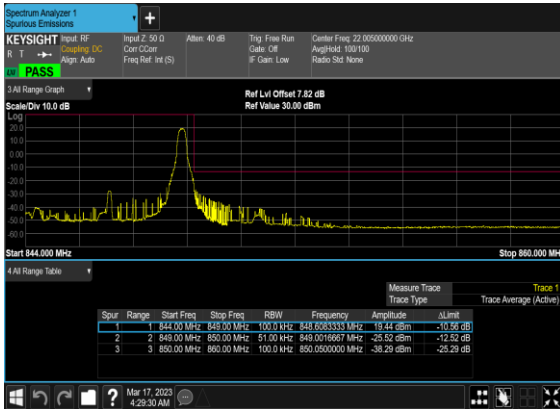 Spectrum Analyzer 1
Spurious Emissions
+
KEYSIGHT Input: RF Input Z: 50 Ω Atten: 40 dB Trig: Free Run Center Freq: 22.005000000 GHz
R T Coupling: DC Corr CCorr Gate: Off Avg|Hold: 100/100
Align: Auto Freq Ref: Int (S) IF Gain: Low Radio Std: None
PASS
3 All Range Graph
Ref Lvl Offset 7.82 dB
Scale/Div 10.0 dB Ref Value 30.00 dBm
Log
20.0
10.0
0.00
-10.0
-20.0
-30.0
-40.0
-50.0
-60.0
Start 844.000 MHz Stop 860.000 MH
4 All Range Table
Measure Trace Trace 1
Trace Type Trace Average (Active)
Spur Range Start Freq Stop Freq RBW Frequency Amplitude ΔLimit
1 1 844.00 MHz 849.00 MHz 100.0 kHz 848.6083333 MHz 19.44 dBm -10.56 dB
2 2 849.00 MHz 850.00 MHz 51.00 kHz 849.0016667 MHz -25.52 dBm -12.52 dB
3 3 850.00 MHz 860.00 MHz 100.0 kHz 850.0500000 MHz -38.29 dBm -25.29 dB
?
Mar 17, 2023
4:29:30 AM